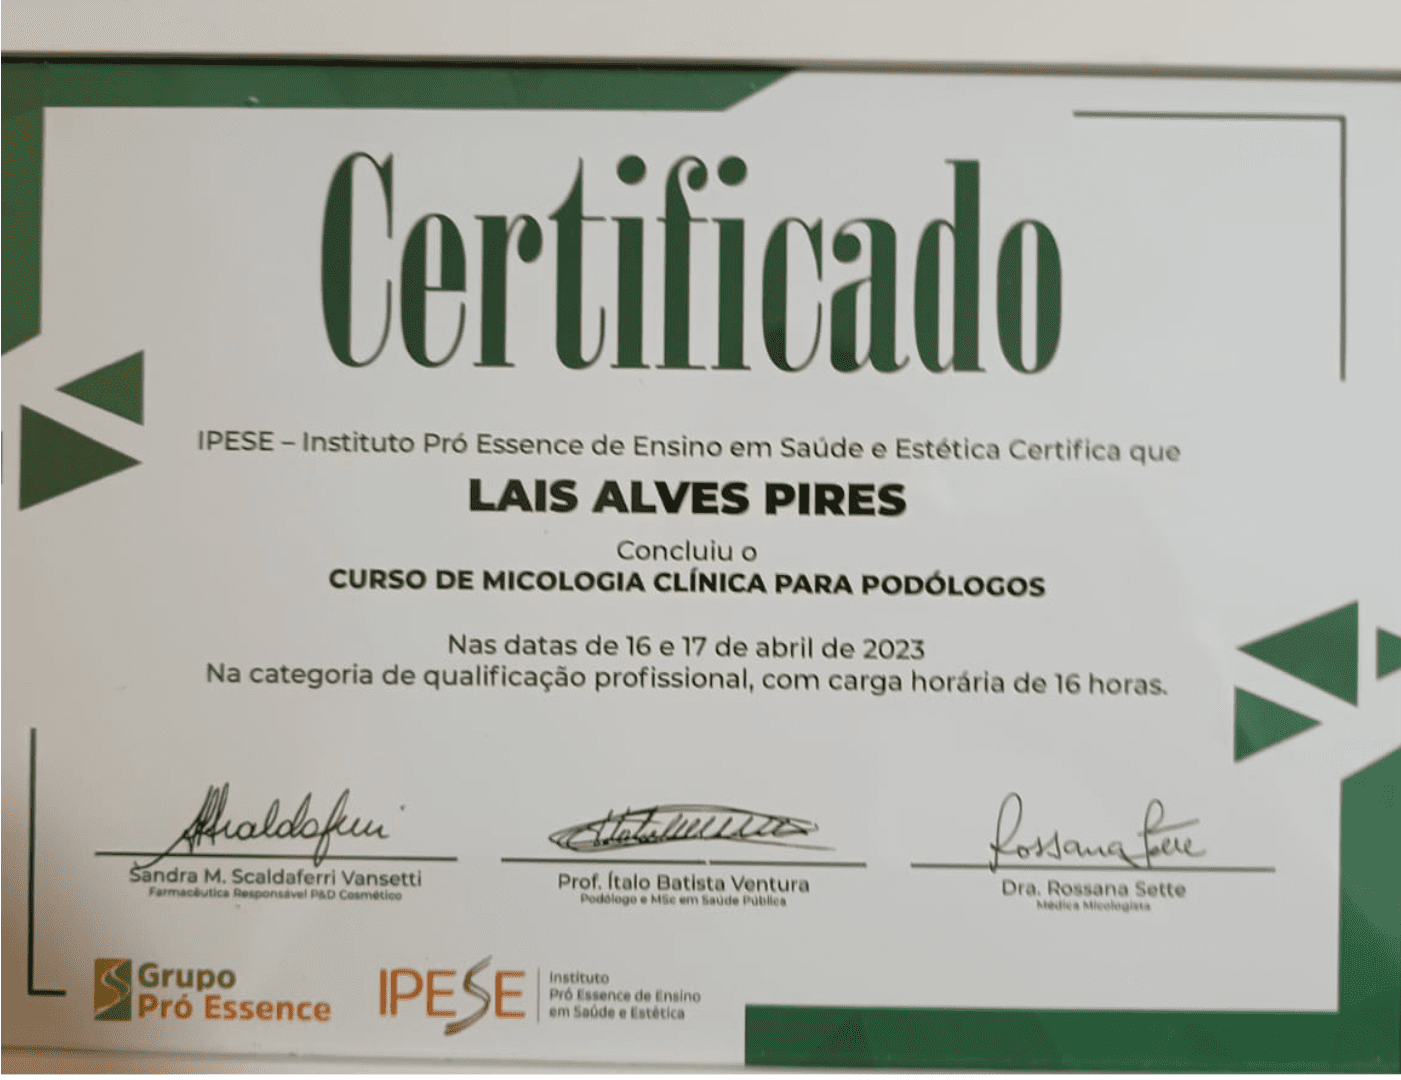 Certificado
IPESE – Instituto Pró Essence de Ensino em Saúde e Estética Certifica que
LAIS ALVES PIRES
Concluiu o
CURSO DE MICOLOGIA CLÍNICA PARA PODÓLOGOS
Nas datas de 16 e 17 de abril de 2023
Na categoria de qualificação profissional, com carga horária de 16 horas.
Sandra M. Scaldaferri Vansetti
Farmacêutica Responsável P&D Cosmético
Prof. Ítalo Batista Ventura
Podólogo e MSc em Saúde Pública
Rossana Sette
Dra. Rossana Sette
Médica Micologista
Grupo
Pró Essence
IPESE
Instituto
Pró Essence de Ensino
em Saúde e Estética